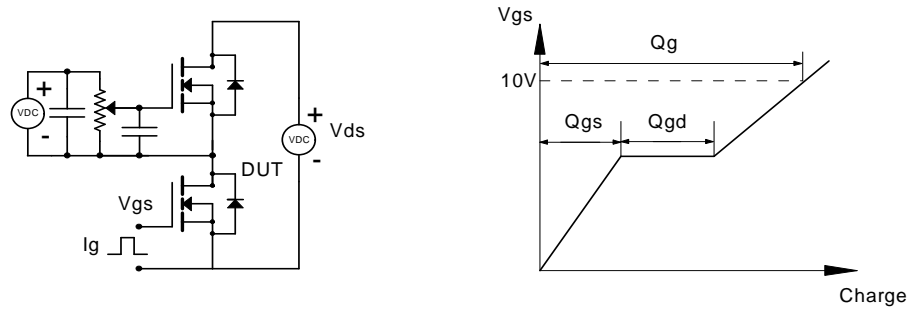 +
VDC
-
+
VDC
-
Vds
DUT
Vgs
Ig
Vgs
Qg
10V
Qgs
Qgd
Charge